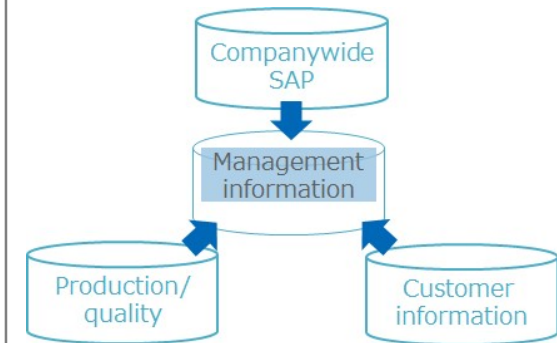 Companywide
SAP
Management
information
Production/
quality
Customer
information